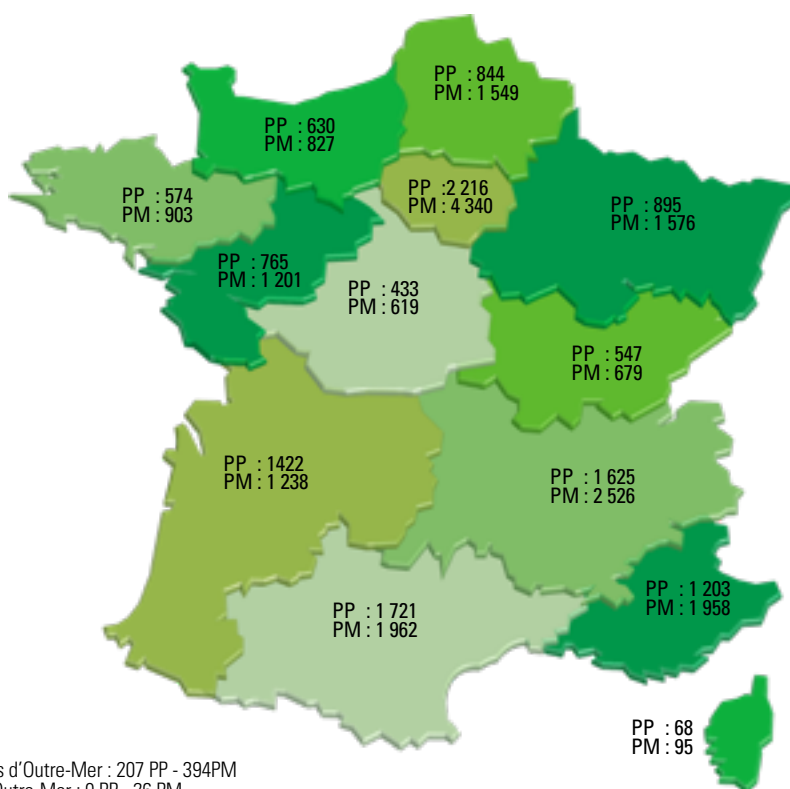 PP : 844
PM : 1 549
PP : 630
PM : 827
PP :2 216
PM : 4 340
PP : 574
PM : 903
PP : 895
PM : 1 576
PP : 765
PM : 1 201
PP : 433
PM : 619
PP : 547
PM : 679
PP : 1422
PM : 1 238
PP : 1 625
PM : 2 526
PP : 1 203
PM : 1 958
PP : 1 721
PM : 1 962
PP : 68
PM : 95
d'Outre-Mer : 207 PP - 394PM